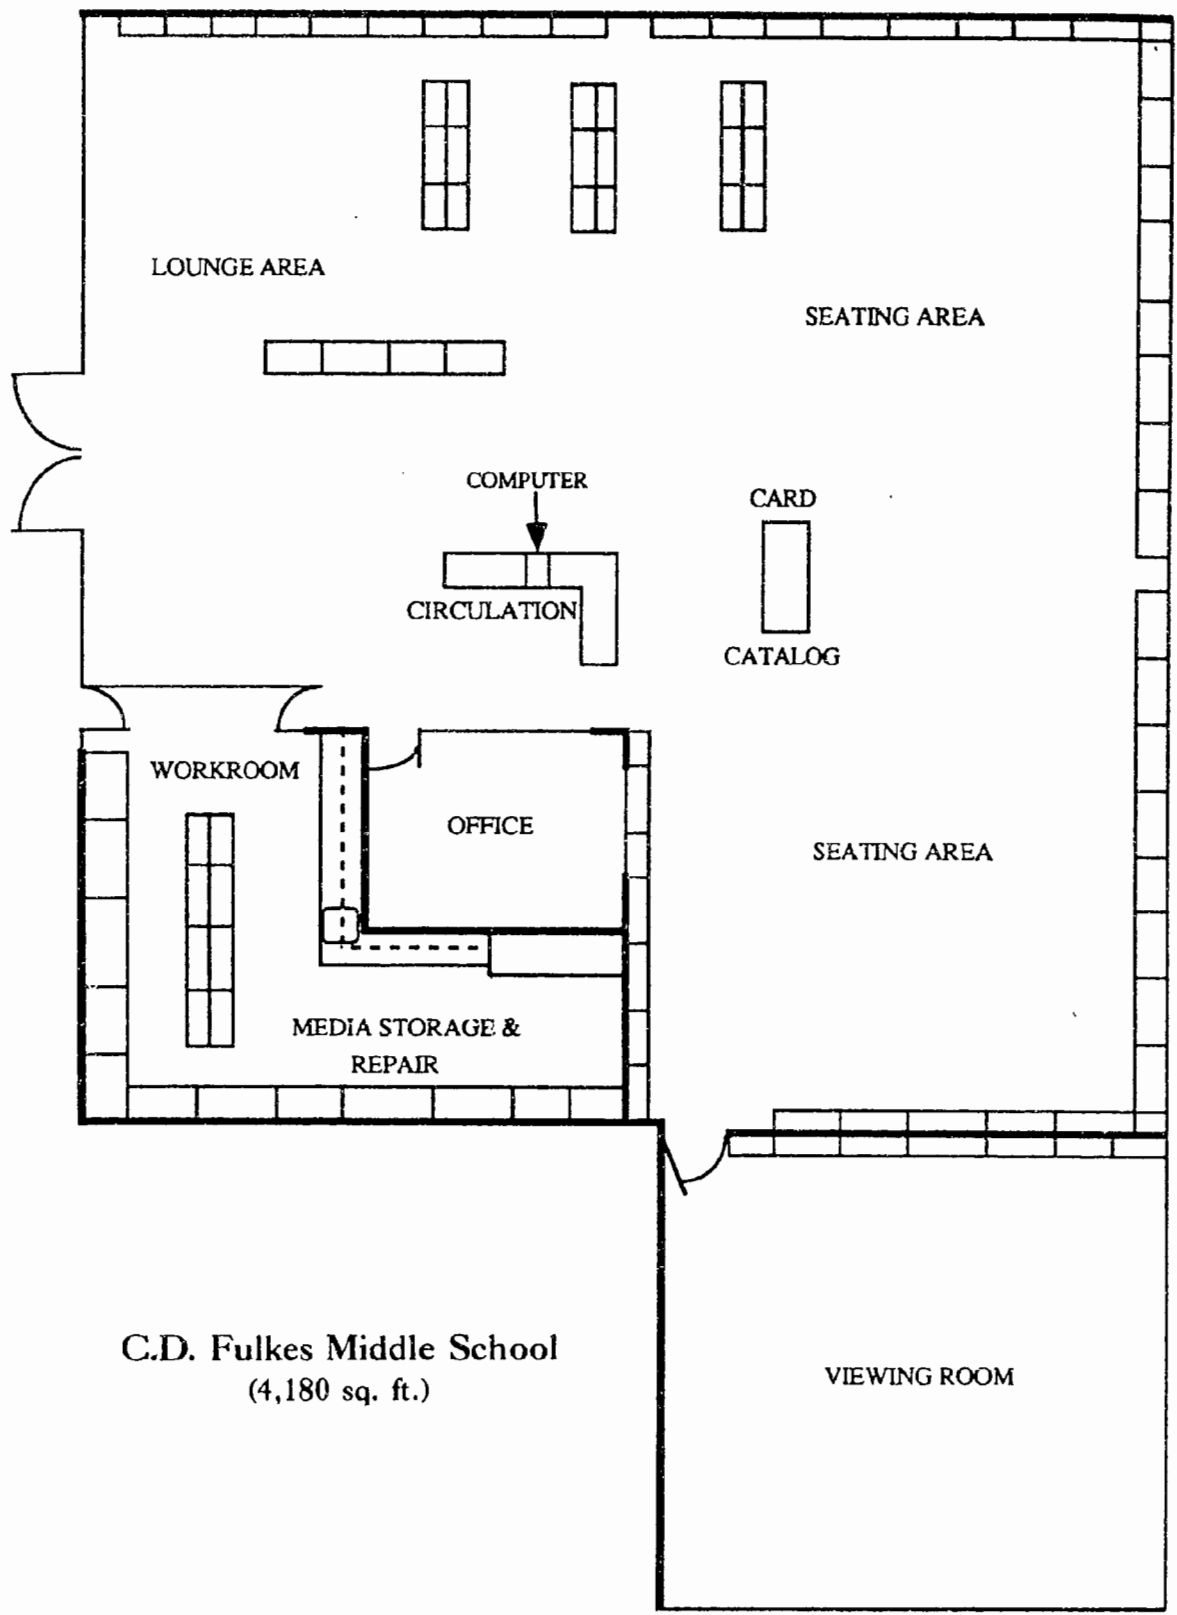 LOUNGE AREA
SEATING AREA
COMPUTER
CARD
CIRCULATION
CATALOG
WORKROOM
OFFICE
SEATING AREA
MEDIA STORAGE &
REPAIR
C.D. Fulkes Middle School
(4,180 sq. ft.)
VIEWING ROOM